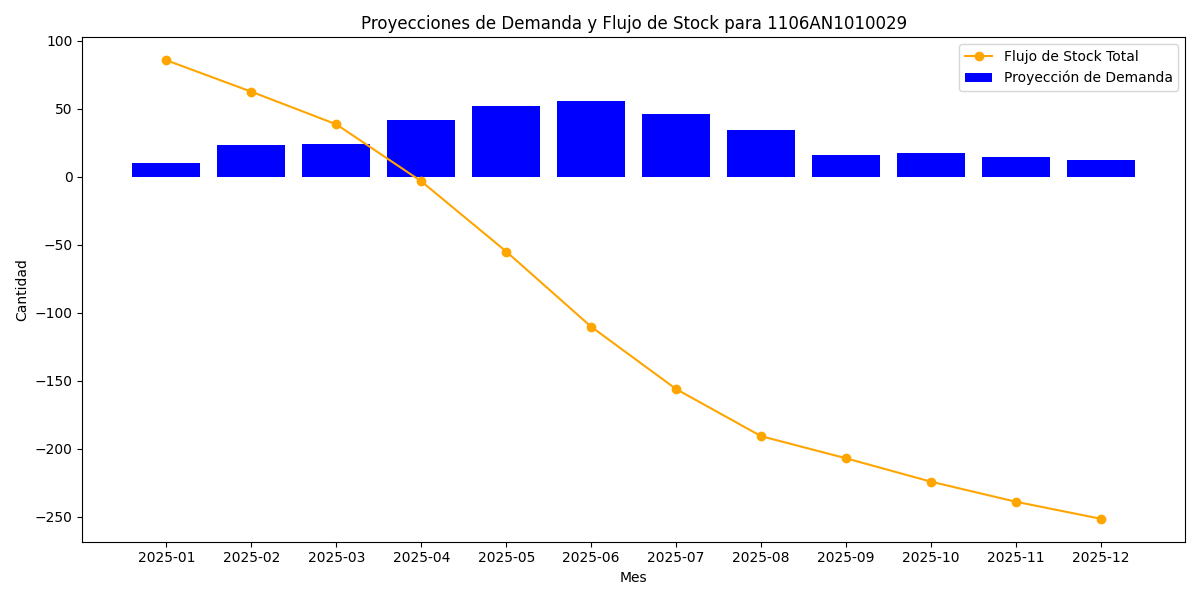 Proyecciones de Demanda y Flujo de Stock para 1106AN1010029
Flujo de Stock Total
Proyección de Demanda
100
50
0
−50
−100
−150
−200
−250
Cantidad
2025-01 2025-02 2025-03 2025-04 2025-05 2025-06 2025-07 2025-08 2025-09 2025-10 2025-11 2025-12
Mes